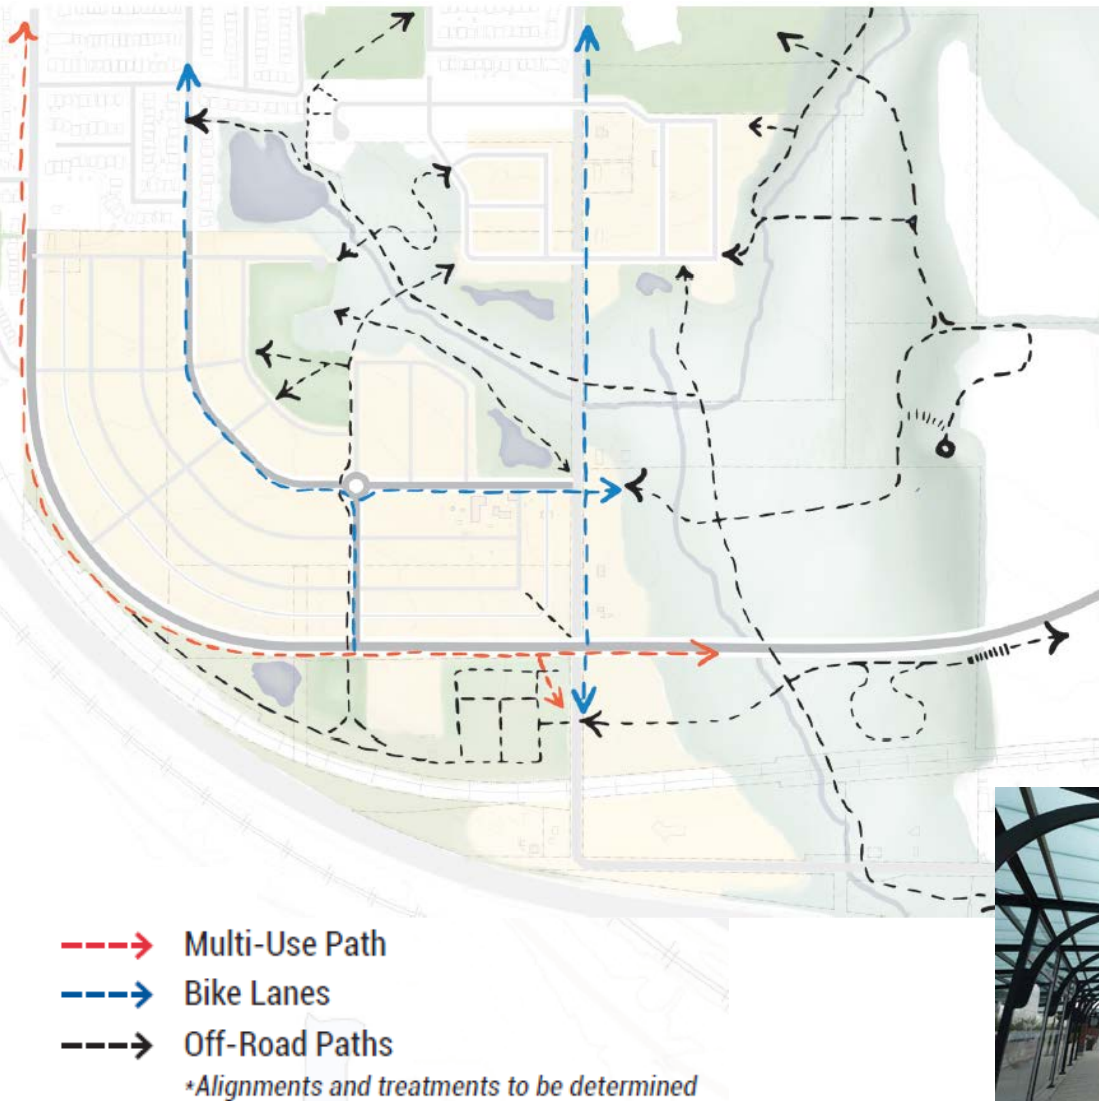 Multi-Use Path
Bike Lanes
Off-Road Paths
*Alignments and treatments to be determined